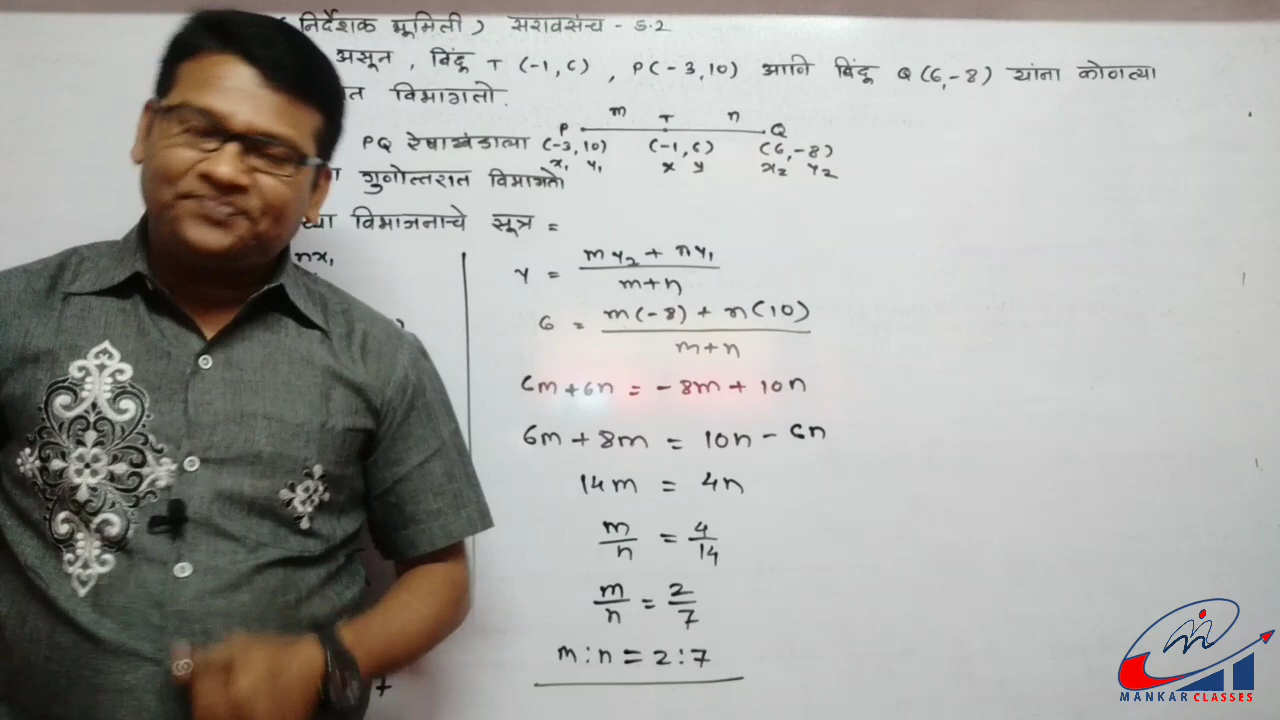 ( निर्देशक भूमिती ) सरावसंच - 5.2
असून , बिंदू T (-1, 6) , P(-3, 10) आणि बिंदू Q (6, -8) यांना कोणत्या
त विभागतो.
m T n
P Q
PQ रेषाखंडाला (-3, 10) (-1, 6) (6, -8)
x₁ y₁ x y x₂ y₂
गुणोत्तरात विभागतो
च्या विभाजनाचे सूत्र =
nx₁
y = (my₂ + ny₁)/(m+n)
6 = (m(-8) + n(10))/(m+n)
6m + 6n = -8m + 10n
6m + 8m = 10n - 6n
14m = 4n
m/n = 4/14
m/n = 2/7
m : n = 2 : 7
MANKAR CLASSES